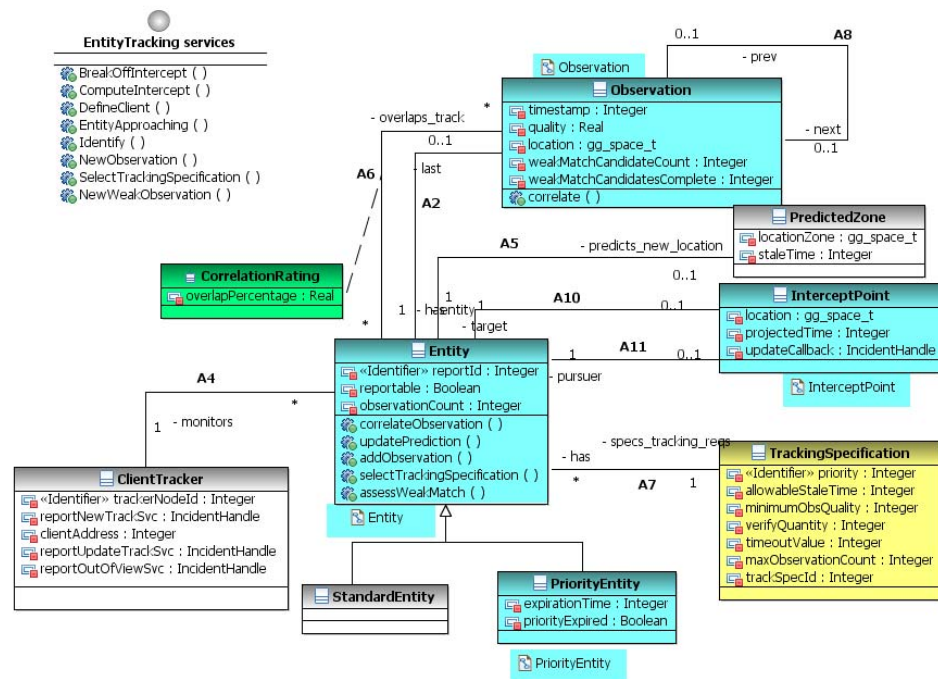 EntityTracking services
BreakOffIntercept ( )
ComputeIntercept ( )
DefineClient ( )
EntityApproaching ( )
Identify ( )
NewObservation ( )
SelectTrackingSpecification ( )
NewWeakObservation ( )
A8
0..1
- prev
- next
0..1
Observation
Observation
timestamp : Integer
quality : Real
location : gg_space_t
weakMatchCandidateCount : Integer
weakMatchCandidatesComplete : Integer
correlate ( )
*
- overlaps_track
0..1
- last
A6
A2
PredictedZone
locationZone : gg_space_t
staleTime : Integer
A5
- predicts_new_location
0..1
CorrelationRating
overlapPercentage : Real
*
1
- has
1
entity
1
A10
0..1
- target
InterceptPoint
location : gg_space_t
projectedTime : Integer
updateCallback : IncidentHandle
InterceptPoint
1
A11
0..1
- pursuer
Entity
«Identifier» reportId : Integer
reportable : Boolean
observationCount : Integer
correlateObservation ( )
updatePrediction ( )
addObservation ( )
selectTrackingSpecification ( )
assessWeakMatch ( )
Entity
A4
*
1
- monitors
- specs_tracking_reqs
- has
*
A7
1
ClientTracker
«Identifier» trackerNodeId : Integer
reportNewTrackSvc : IncidentHandle
clientAddress : Integer
reportUpdateTrackSvc : IncidentHandle
reportOutOfViewSvc : IncidentHandle
TrackingSpecification
«Identifier» priority : Integer
allowableStaleTime : Integer
minimumObsQuality : Integer
verifyQuantity : Integer
timeoutValue : Integer
maxObservationCount : Integer
trackSpecId : Integer
StandardEntity
PriorityEntity
expirationTime : Integer
priorityExpired : Boolean
PriorityEntity